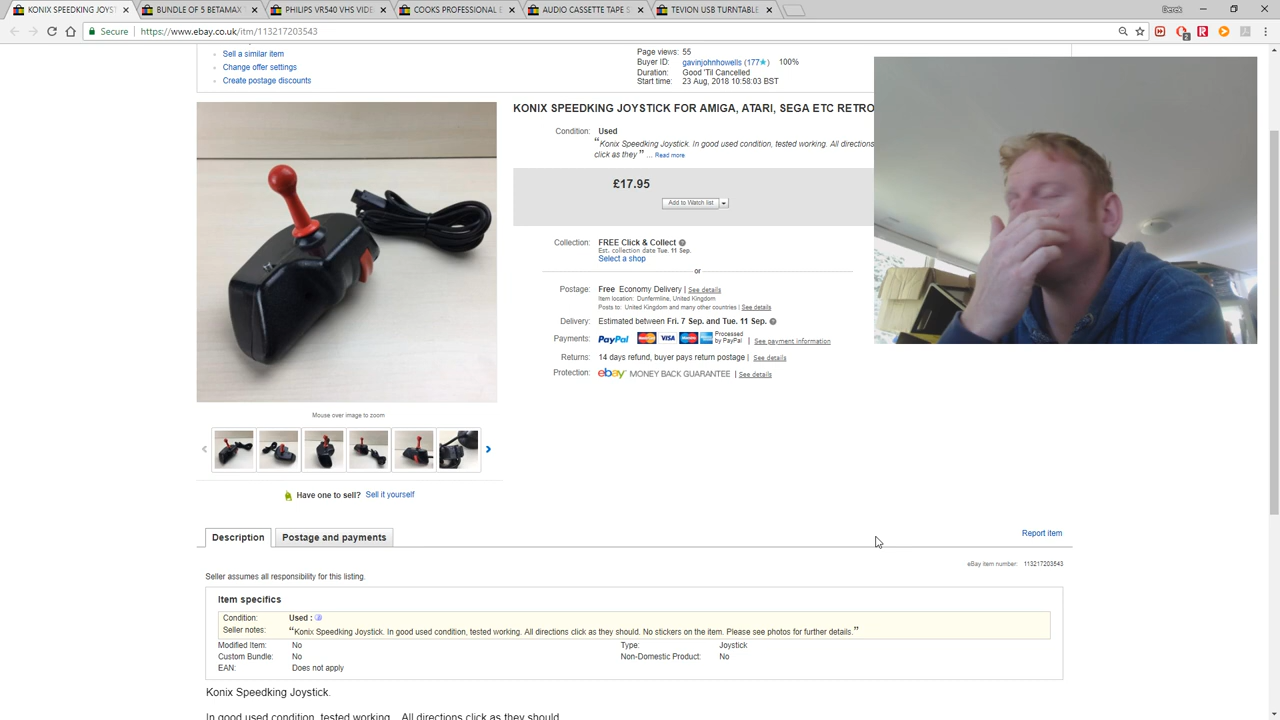 KONIX SPEEDKING JOYS
BUNDLE OF 5 BETAMAX
PHILIPS VR540 VHS VIDE
COOKS PROFESSIONAL E
AUDIO CASSETTE TAPE S
TEVION USB TURNTABLE
Derek
Secure
https://www.ebay.co.uk/itm/113217203543
2
Sell a similar item
Change offer settings
Create postage discounts
Page views: 55
Buyer ID: gavinjohnhowells (177★) 100%
Duration: Good 'Til Cancelled
Start time: 23 Aug, 2018 10:58:03 BST
KONIX SPEEDKING JOYSTICK FOR AMIGA, ATARI, SEGA ETC RETRO
Condition: Used
“Konix Speedking Joystick. In good used condition, tested working. All directions
click as they ” ... Read more
£17.95
Add to Watch list
Collection: FREE Click & Collect
Est. collection date Tue. 11 Sep.
Select a shop
or
Postage: Free Economy Delivery | See details
Item location: Dunfermline, United Kingdom
Posts to: United Kingdom and many other countries | See details
Delivery: Estimated between Fri. 7 Sep. and Tue. 11 Sep.
Payments: PayPal MasterCard VISA Processed by PayPal | See payment information
Returns: 14 days refund, buyer pays return postage | See details
Protection: ebay MONEY BACK GUARANTEE | See details
Mouse over image to zoom
Have one to sell? Sell it yourself
Description
Postage and payments
Report item
eBay item number: 113217203543
Seller assumes all responsibility for this listing.
Item specifics
Condition: Used :
Seller notes: “Konix Speedking Joystick. In good used condition, tested working. All directions click as they should. No stickers on the item. Please see photos for further details.”
Modified Item: No
Type: Joystick
Custom Bundle: No
Non-Domestic Product: No
EAN: Does not apply
Konix Speedking Joystick.
In good used condition, tested working. All directions click as they should.